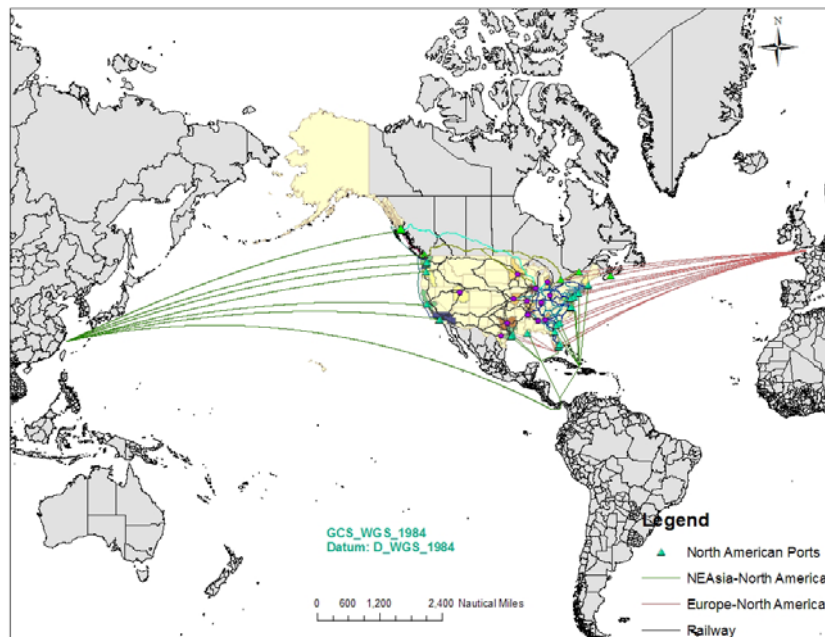 N
GCS_WGS_1984
Datum: D_WGS_1984
0 600 1,200 2,400 Nautical Miles
Legend
North American Ports
NEAsia-North America
Europe-North America
Railway